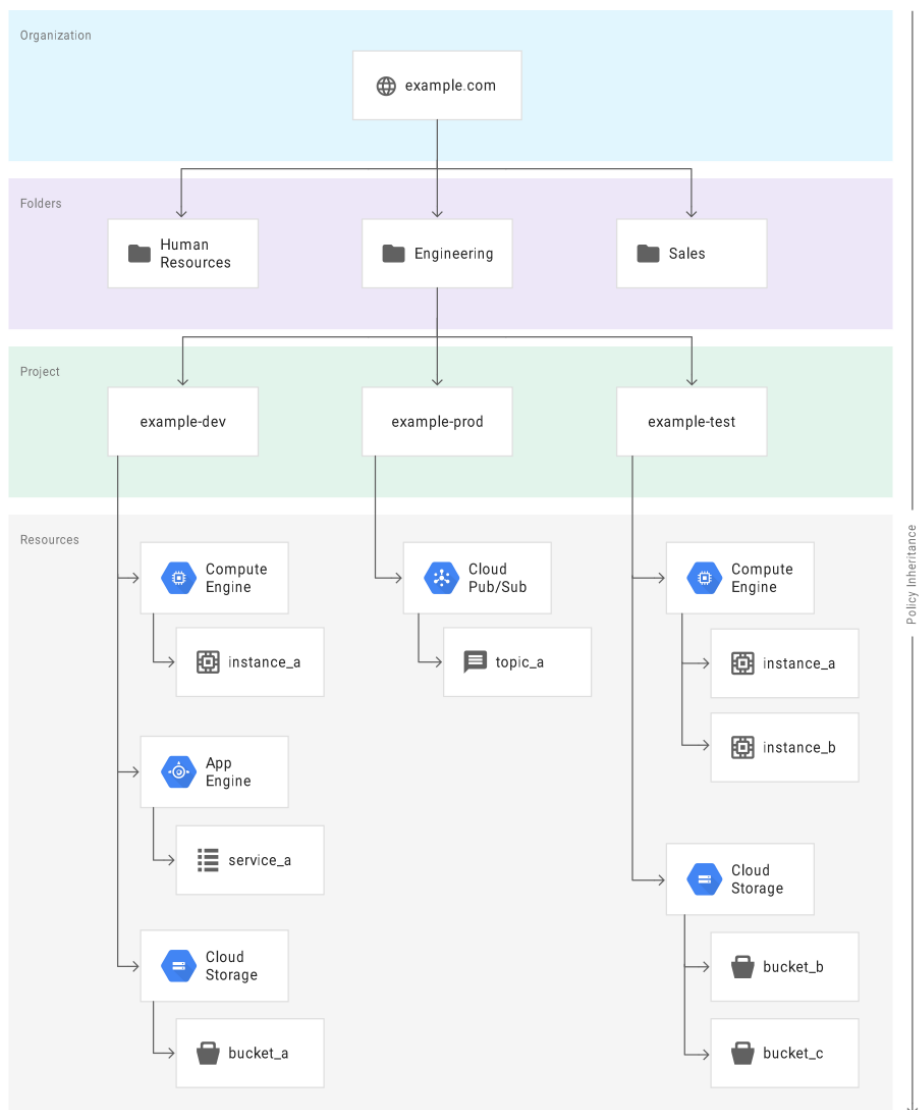 Organization
example.com
Folders
Human
Resources
Engineering
Sales
Project
example-dev
example-prod
example-test
Policy Inheritance
Resources
Compute
Engine
instance_a
App
Engine
service_a
Cloud
Storage
bucket_a
Cloud
Pub/Sub
topic_a
Compute
Engine
instance_a
instance_b
Cloud
Storage
bucket_b
bucket_c